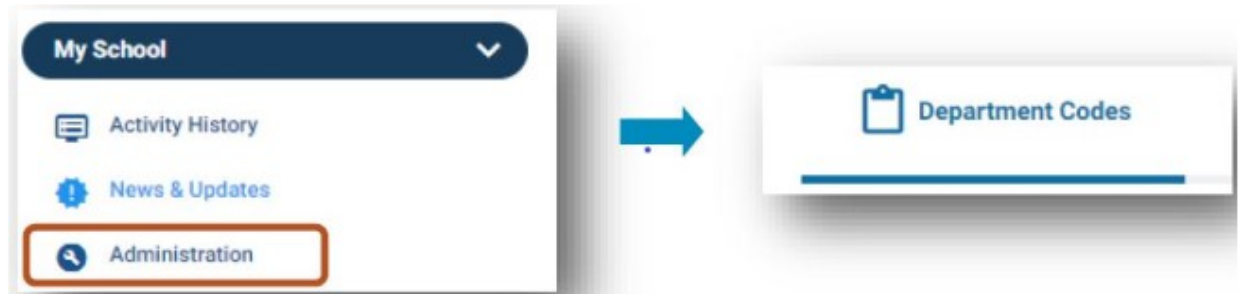 My School
Activity History
News & Updates
Administration
Department Codes